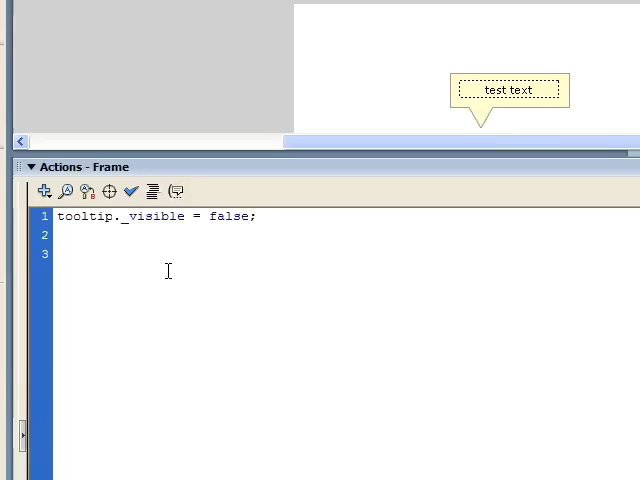 test text
Actions - Frame
1 tooltip._visible = false;
2
3